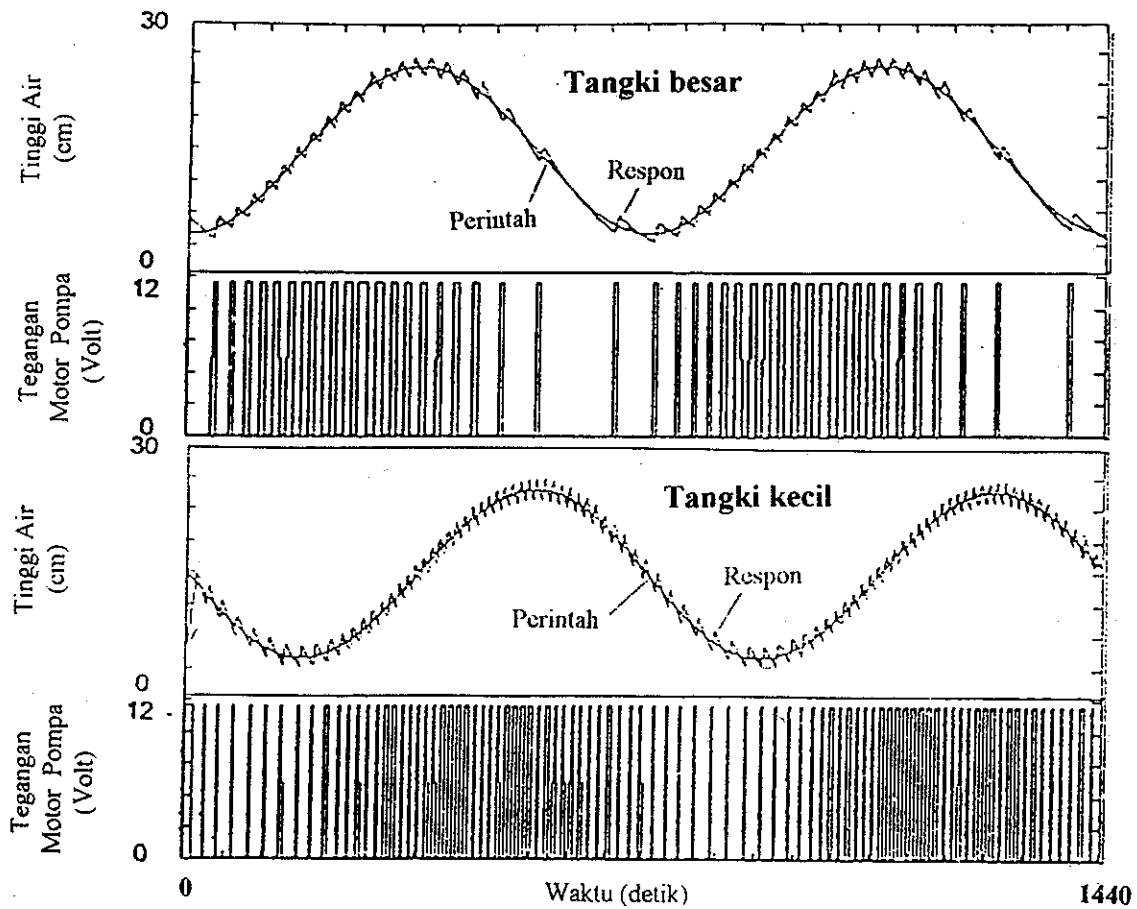 30
Tinggi Air
(cm)
Tangki besar
Respon
Perintah
0
12
Tegangan
Motor Pompa
(Volt)
0
30
Tinggi Air
(cm)
Tangki kecil
Respon
Perintah
0
12
Tegangan
Motor Pompa
(Volt)
0
0
Waktu (detik)
1440